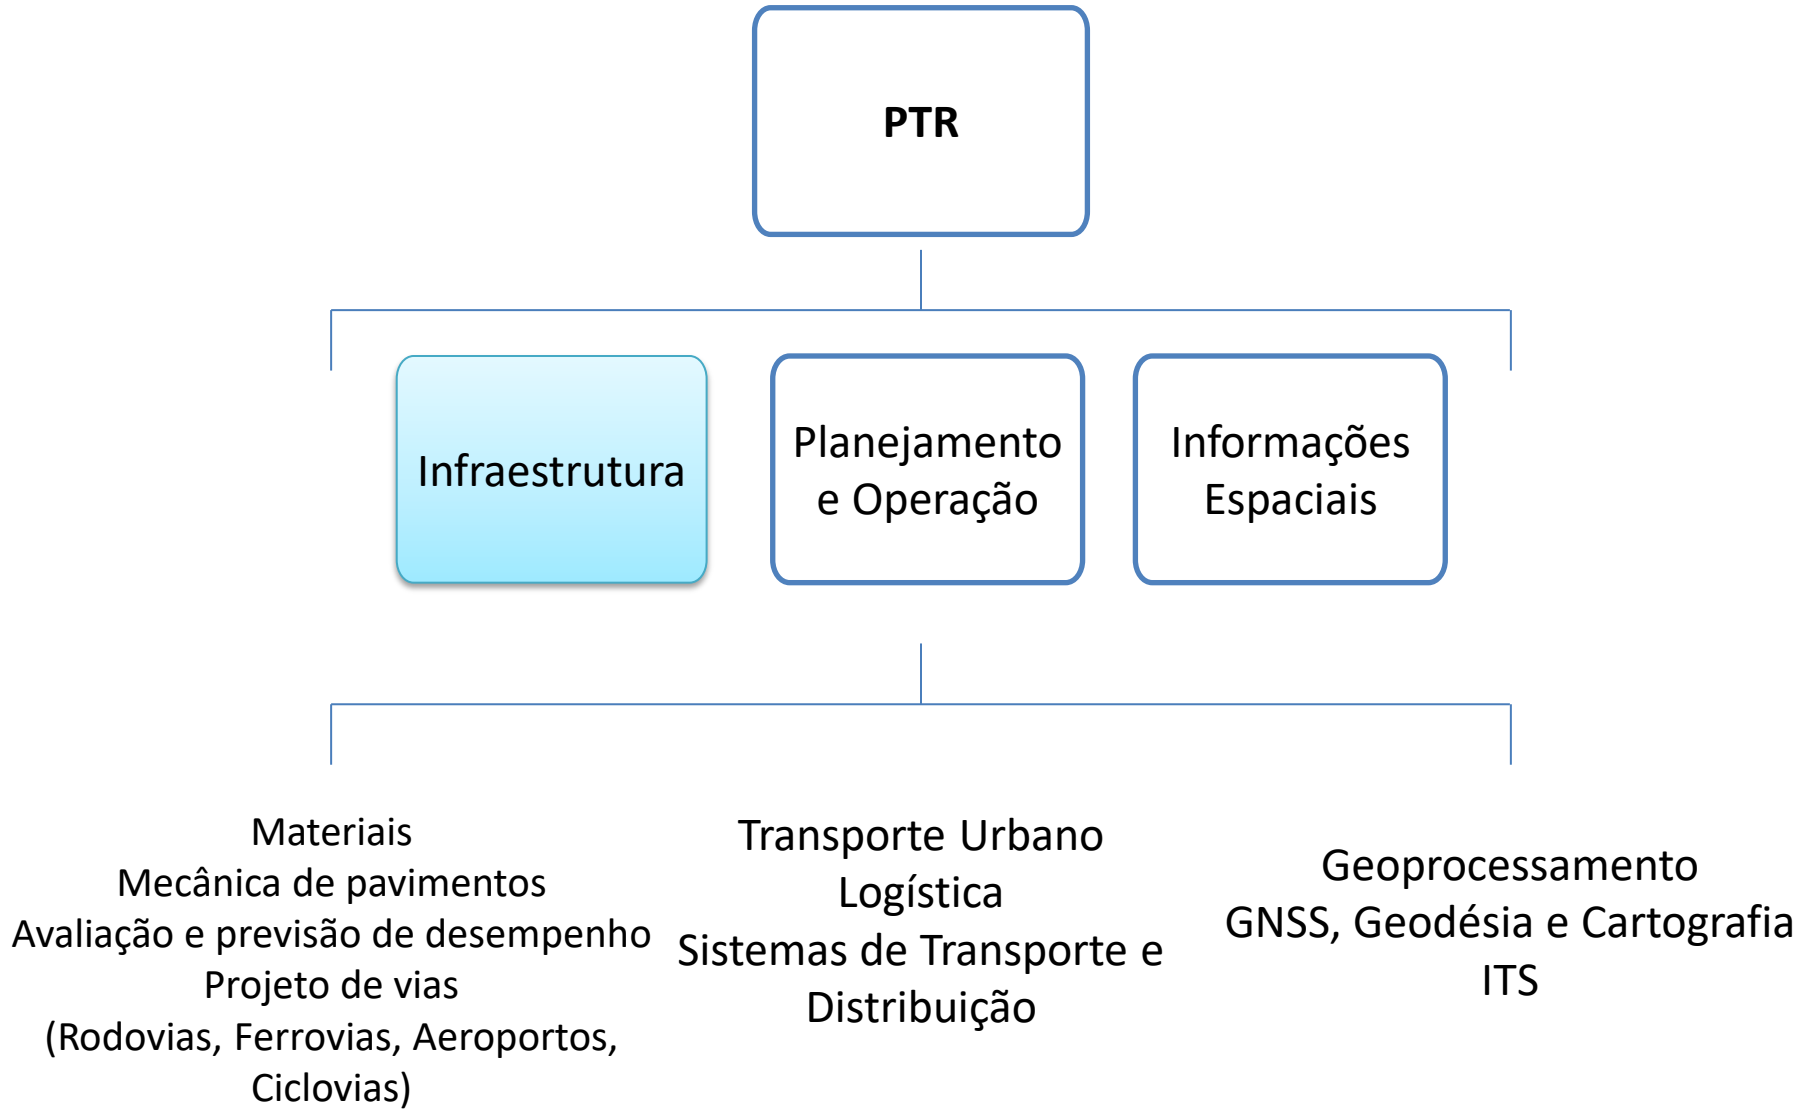 PTR
Infraestrutura
Planejamento
e Operação
Informações
Espaciais
Materiais
Mecânica de pavimentos
Avaliação e previsão de desempenho
Projeto de vias
(Rodovias, Ferrovias, Aeroportos,
Ciclovias)
Transporte Urbano
Logística
Sistemas de Transporte e
Distribuição
Geoprocessamento
GNSS, Geodésia e Cartografia
ITS